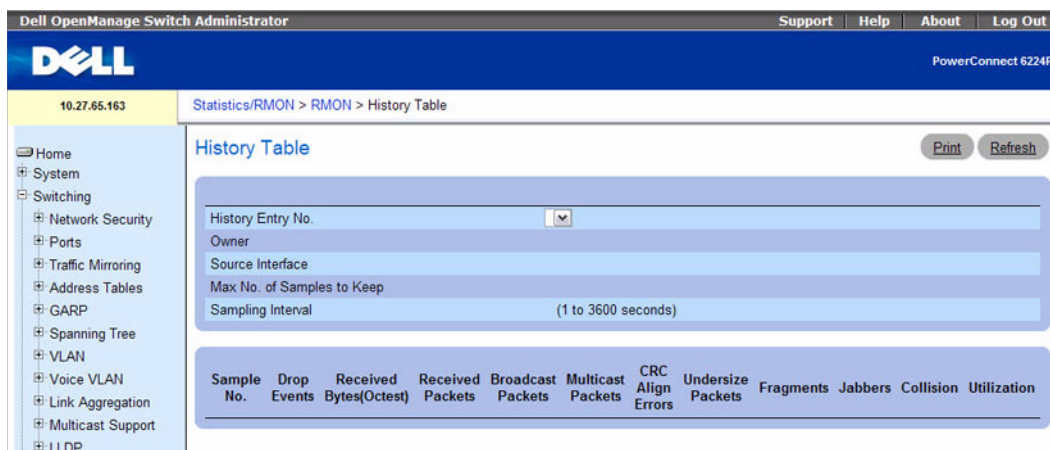 Dell OpenManage Switch Administrator
Support Help About Log Out
DELL
PowerConnect 6224P
10.27.65.163
Statistics/RMON > RMON > History Table
Home
System
Switching
Network Security
Ports
Traffic Mirroring
Address Tables
GARP
Spanning Tree
VLAN
Voice VLAN
Link Aggregation
Multicast Support
LLDP
History Table
Print Refresh
History Entry No.
Owner
Source Interface
Max No. of Samples to Keep
Sampling Interval (1 to 3600 seconds)
Sample No. Drop Events Received Bytes(Octest) Received Packets Broadcast Packets Multicast Packets CRC Align Errors Undersize Packets Fragments Jabbers Collision Utilization